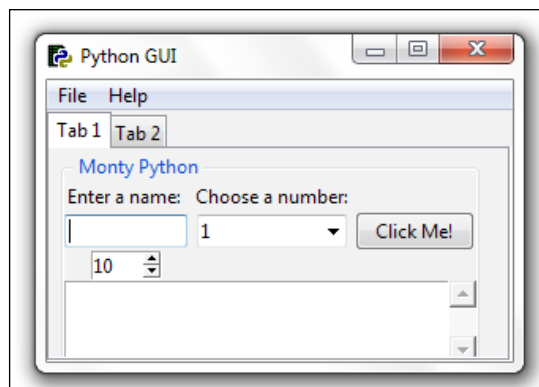 Python GUI
File Help
Tab 1 Tab 2
Monty Python
Enter a name: Choose a number:
1 Click Me!
10